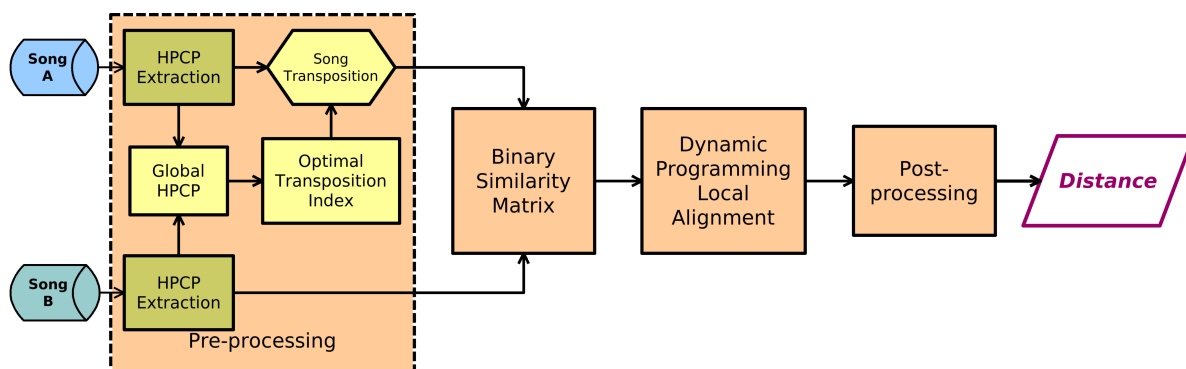 Song
A
HPCP
Extraction
Song
Transposition
Global
HPCP
Optimal
Transposition
Index
Song
B
HPCP
Extraction
Pre-processing
Binary
Similarity
Matrix
Dynamic
Programming
Local
Alignment
Post-
processing
Distance